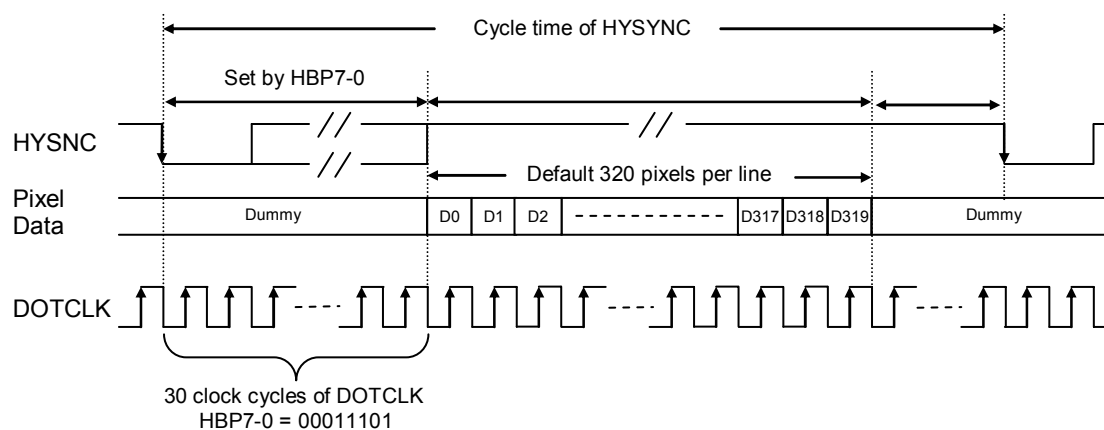 Cycle time of HYSYNC
Set by HBP7-0
HYSNC
Default 320 pixels per line
Pixel
Data
Dummy D0 D1 D2 D317 D318 D319 Dummy
DOTCLK
30 clock cycles of DOTCLK
HBP7-0 = 00011101